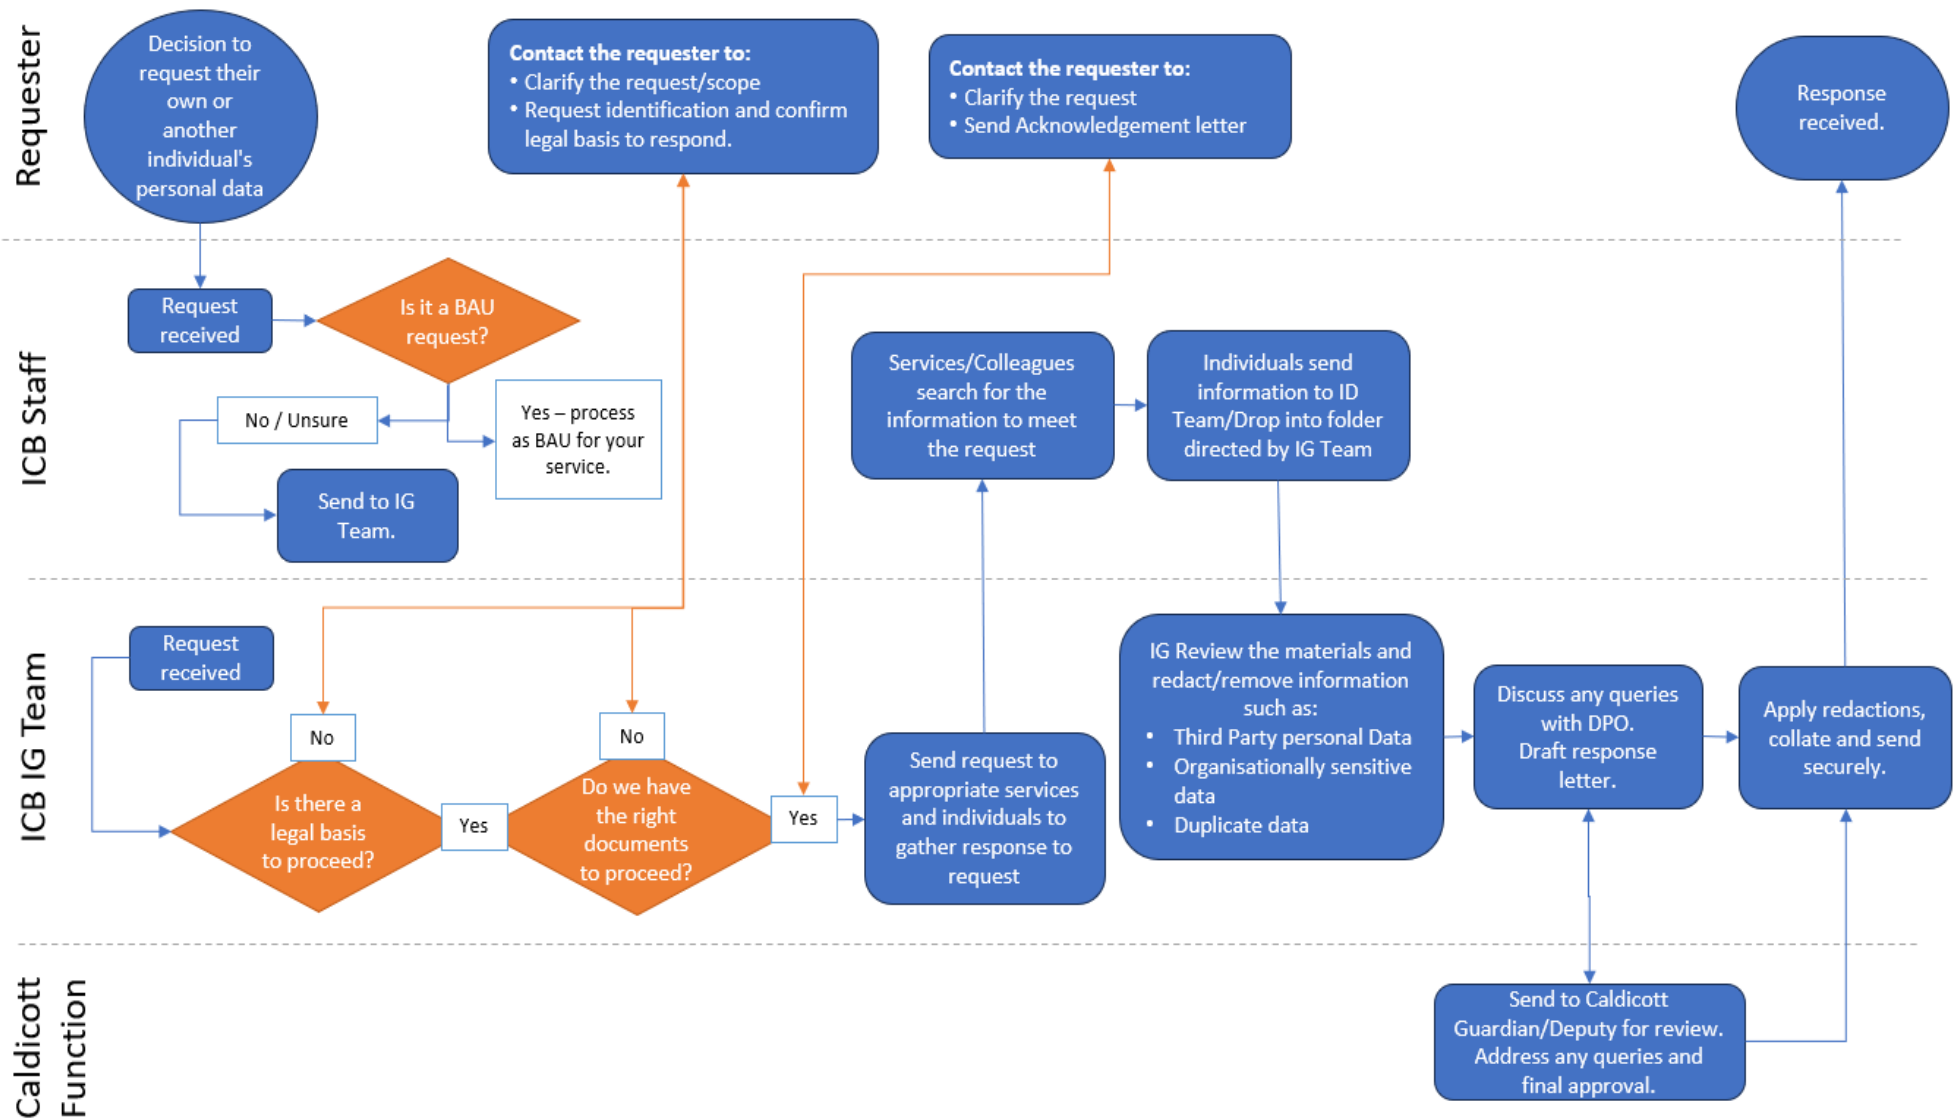 Requester
Decision to
request their
own or
another
individual's
personal data
Contact the requester to:
• Clarify the request/scope
• Request identification and confirm
legal basis to respond.
Contact the requester to:
• Clarify the request
• Send Acknowledgement letter
Response
received.
ICB Staff
Request
received
Is it a BAU
request?
No / Unsure
Yes – process
as BAU for your
service.
Send to IG
Team.
Services/Colleagues
search for the
information to meet
the request
Individuals send
information to ID
Team/Drop into folder
directed by IG Team
ICB IG Team
Request
received
No
Is there a
legal basis
to proceed?
Yes
No
Do we have
the right
documents
to proceed?
Yes
Send request to
appropriate services
and individuals to
gather response to
request
IG Review the materials and
redact/remove information
such as:
• Third Party personal Data
• Organisationally sensitive
data
• Duplicate data
Discuss any queries
with DPO.
Draft response
letter.
Apply redactions,
collate and send
securely.
Caldicott
Function
Send to Caldicott
Guardian/Deputy for review.
Address any queries and
final approval.